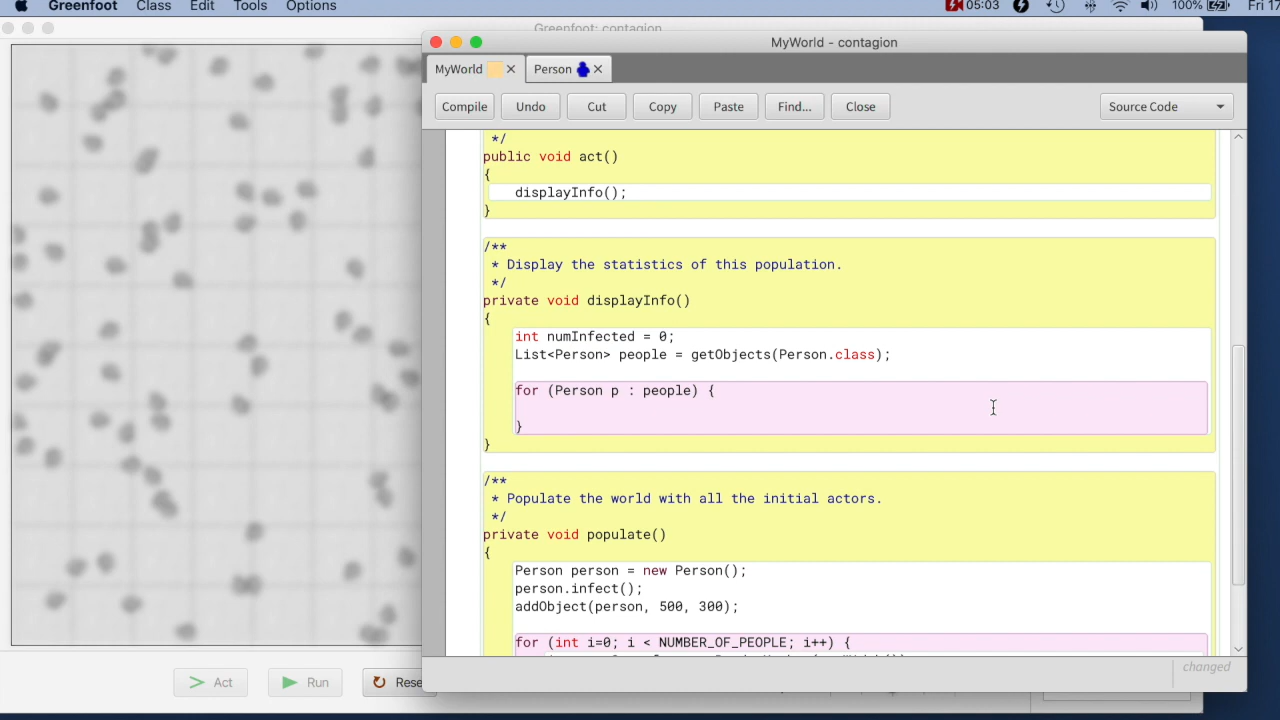 Greenfoot Class Edit Tools Options 05:03 100% Fri 17
Greenfoot: contagion
MyWorld - contagion
MyWorld Person
Compile Undo Cut Copy Paste Find... Close Source Code
*/
public void act()
{
displayInfo();
}
/**
* Display the statistics of this population.
*/
private void displayInfo()
{
int numInfected = 0;
List<Person> people = getObjects(Person.class);
for (Person p : people) {
}
}
/**
* Populate the world with all the initial actors.
*/
private void populate()
{
Person person = new Person();
person.infect();
addObject(person, 500, 300);
for (int i=0; i < NUMBER_OF_PEOPLE; i++) {
changed
Act Run Rese